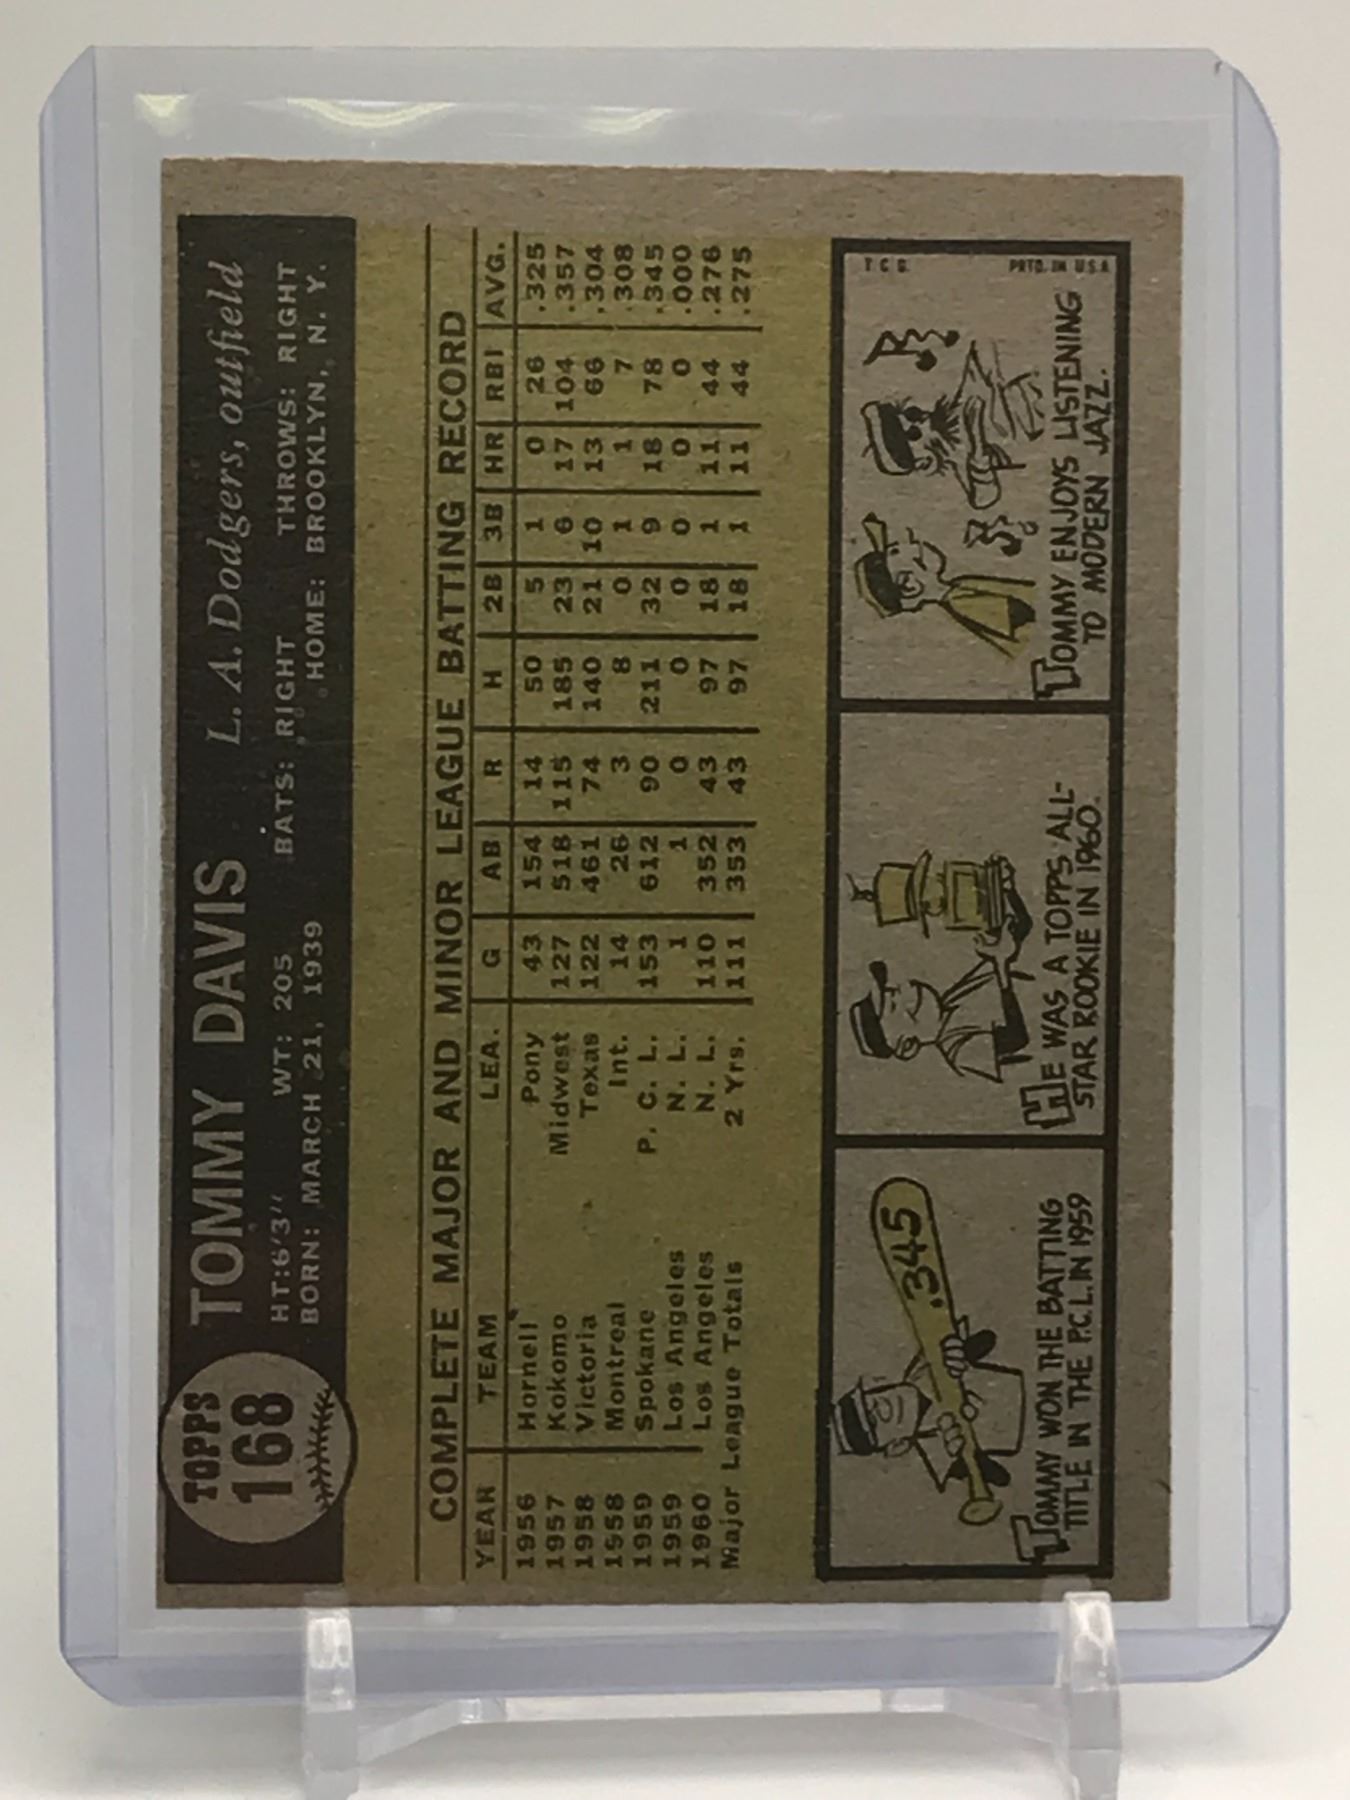 TOPPS
168
TOMMY DAVIS L. A. Dodgers, outfield
HT:6'3" WT: 205 BATS: RIGHT THROWS: RIGHT
BORN: MARCH 21, 1939 HOME: BROOKLYN, N. Y.
COMPLETE MAJOR AND MINOR LEAGUE BATTING RECORD
YEAR TEAM LEA. G AB R H 2B 3B HR RBI AVG.
1956 Hornell Pony 43 154 14 50 5 1 0 26 .325
1957 Kokomo Midwest 127 518 115 185 23 6 17 104 .357
1958 Victoria Texas 122 461 74 140 21 10 13 66 .304
1958 Montreal Int. 14 26 3 8 0 1 1 7 .308
1959 Spokane P. C. L. 153 612 90 211 32 9 18 78 .345
1959 Los Angeles N. L. 1 1 0 0 0 0 0 0 .000
1960 Los Angeles N. L. 110 352 43 97 18 1 11 44 .276
Major League Totals 2 Yrs. 111 353 43 97 18 1 11 44 .275
.345
TOMMY WON THE BATTING
TITLE IN THE P.C.L. IN 1959
HE WAS A TOPPS ALL-
STAR ROOKIE IN 1960.
TOMMY ENJOYS LISTENING
TO MODERN JAZZ.
T C G. PRTD. IN U.S.A